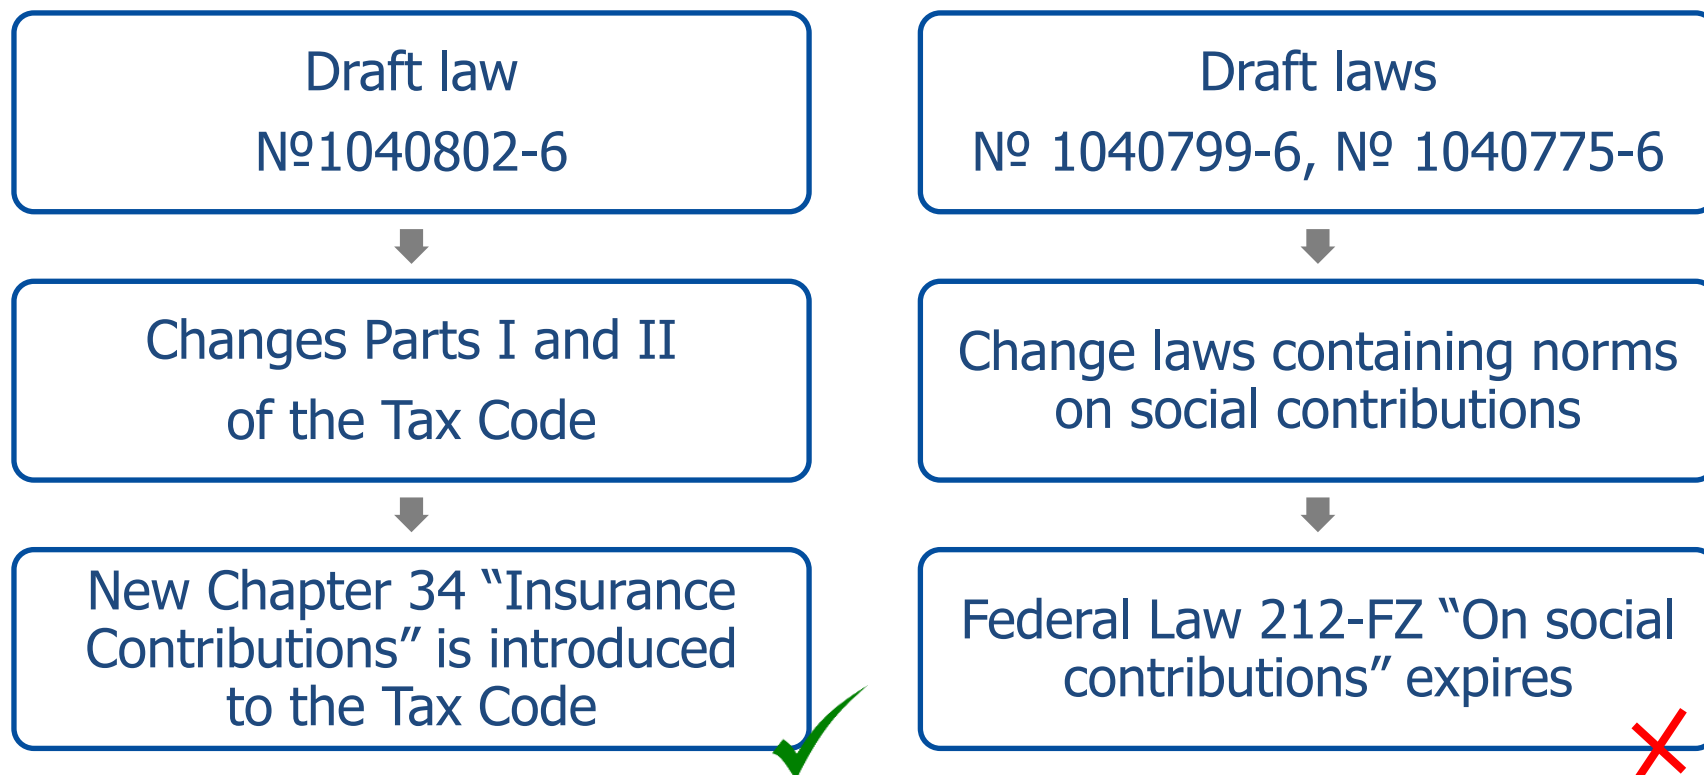 Draft law
№1040802-6
Changes Parts I and II
of the Tax Code
New Chapter 34 “Insurance
Contributions” is introduced
to the Tax Code
Draft laws
№ 1040799-6, № 1040775-6
Change laws containing norms
on social contributions
Federal Law 212-FZ “On social
contributions” expires